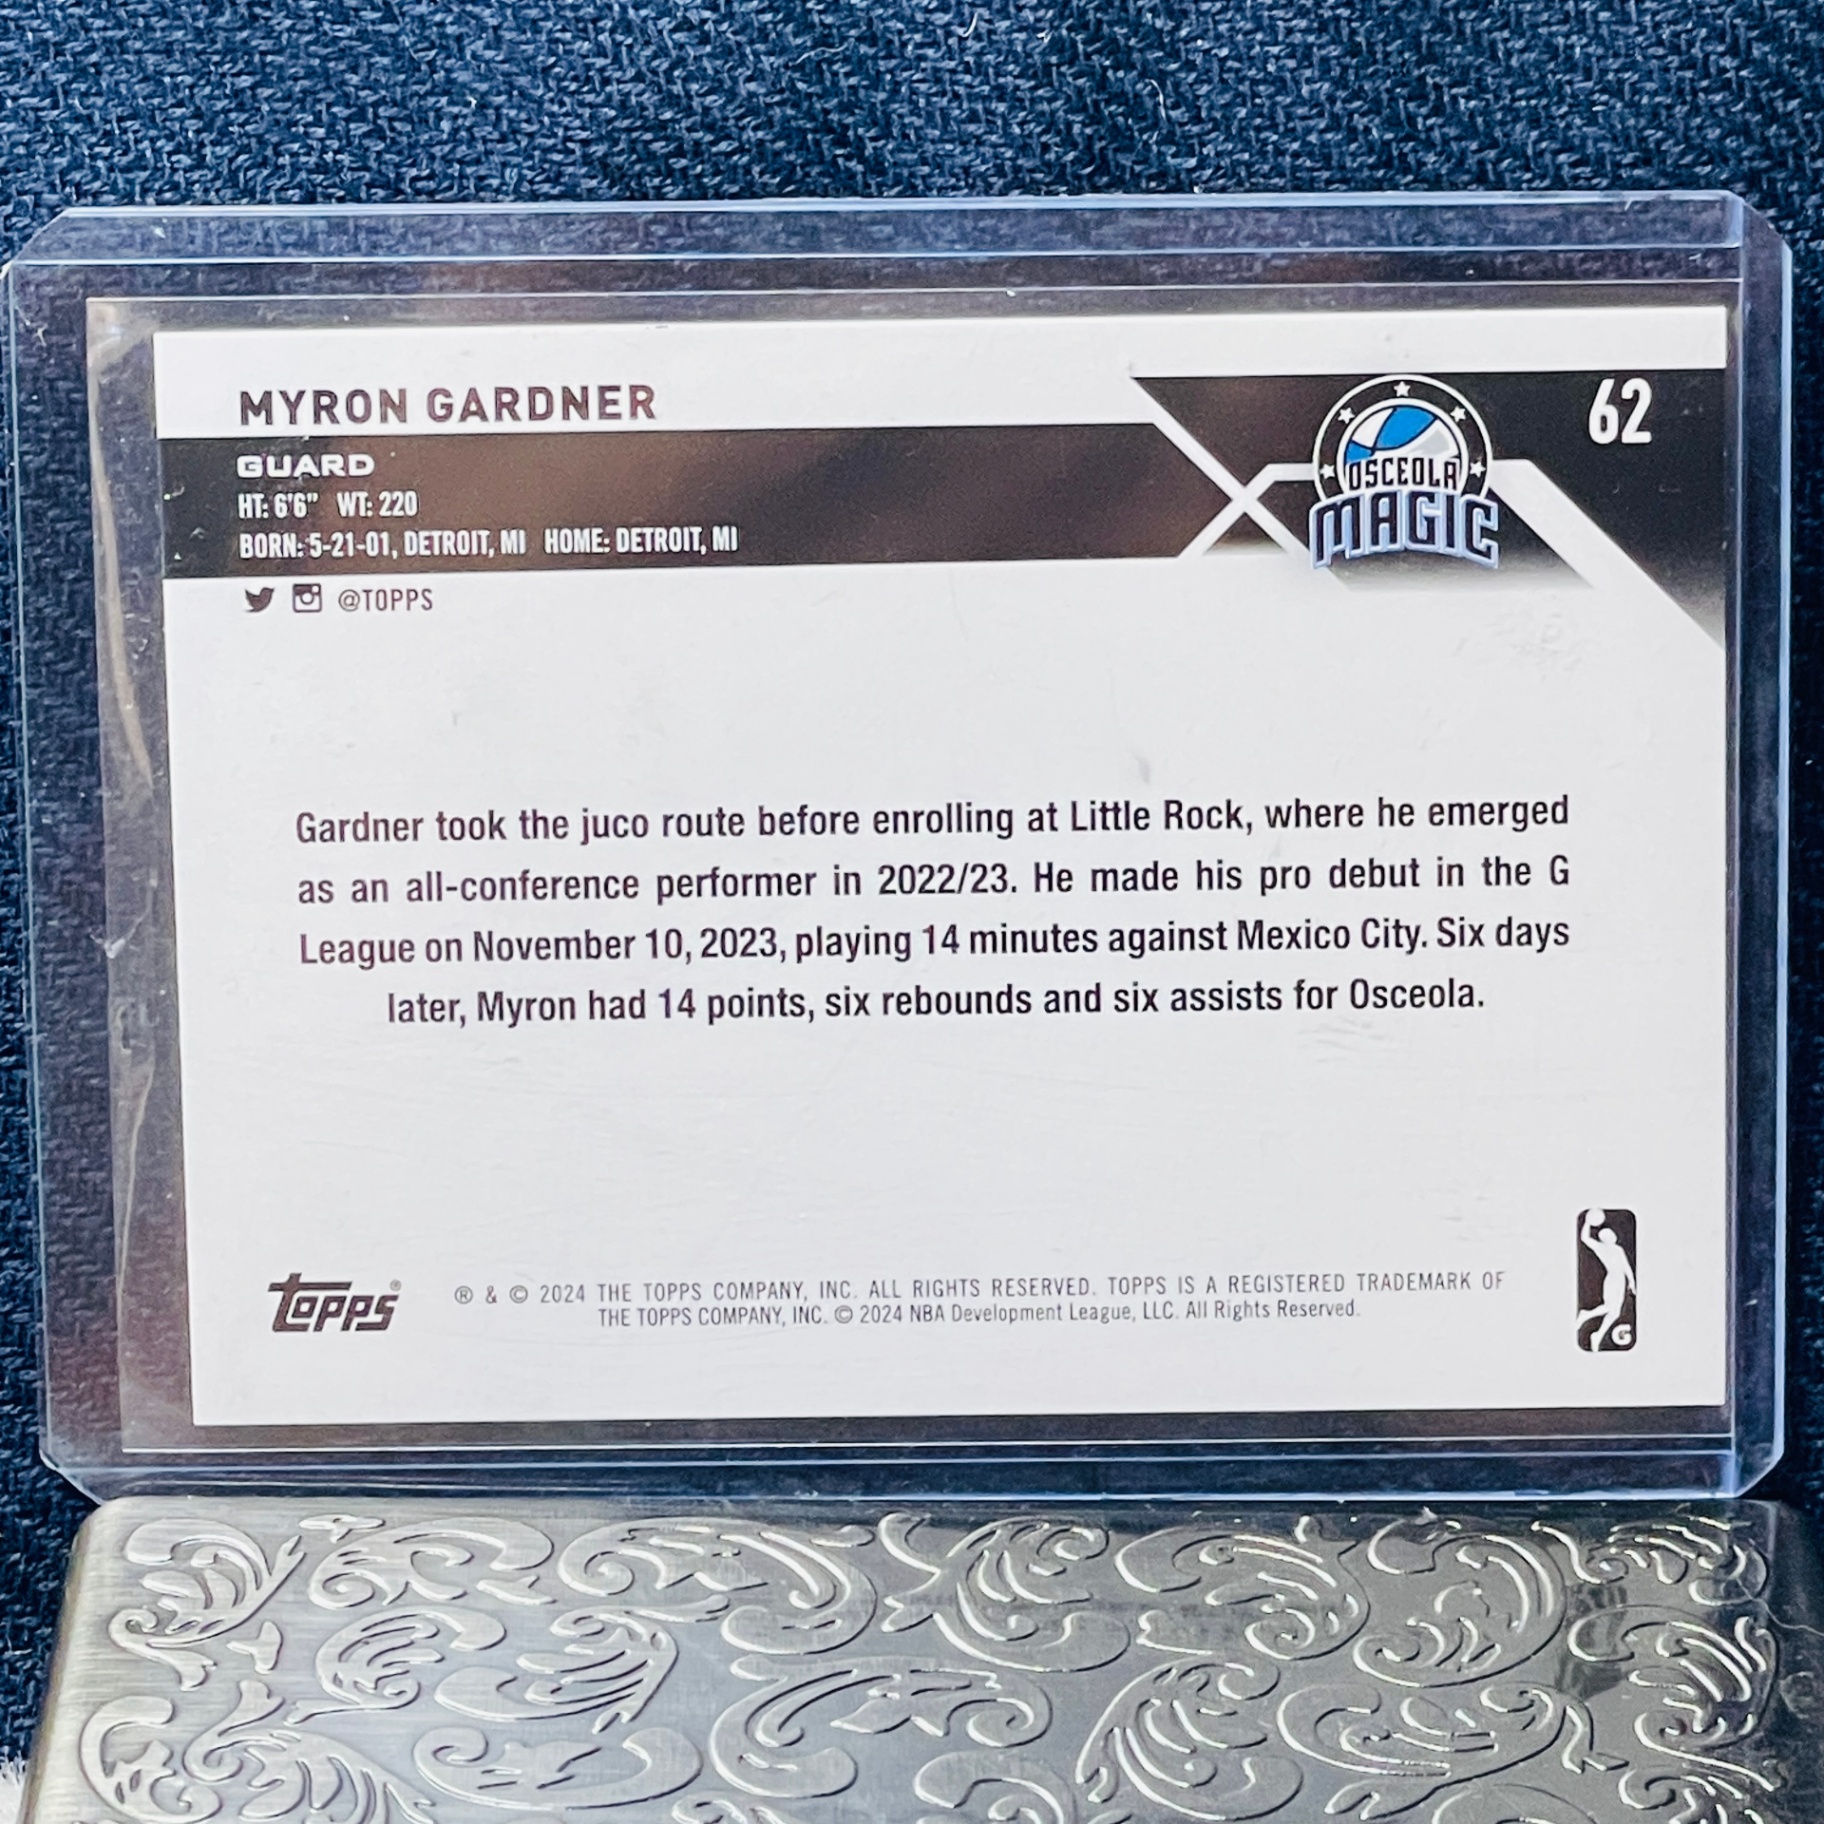 MYRON GARDNER
62
GUARD
HT: 6'6" WT: 220
BORN: 5-21-01, DETROIT, MI HOME: DETROIT, MI
OSCEOLA
MAGIC
@TOPPS
Gardner took the juco route before enrolling at Little Rock, where he emerged
as an all-conference performer in 2022/23. He made his pro debut in the G
League on November 10, 2023, playing 14 minutes against Mexico City. Six days
later, Myron had 14 points, six rebounds and six assists for Osceola.
Topps®
® & © 2024 THE TOPPS COMPANY, INC. ALL RIGHTS RESERVED. TOPPS IS A REGISTERED TRADEMARK OF
THE TOPPS COMPANY, INC. © 2024 NBA Development League, LLC. All Rights Reserved.
G